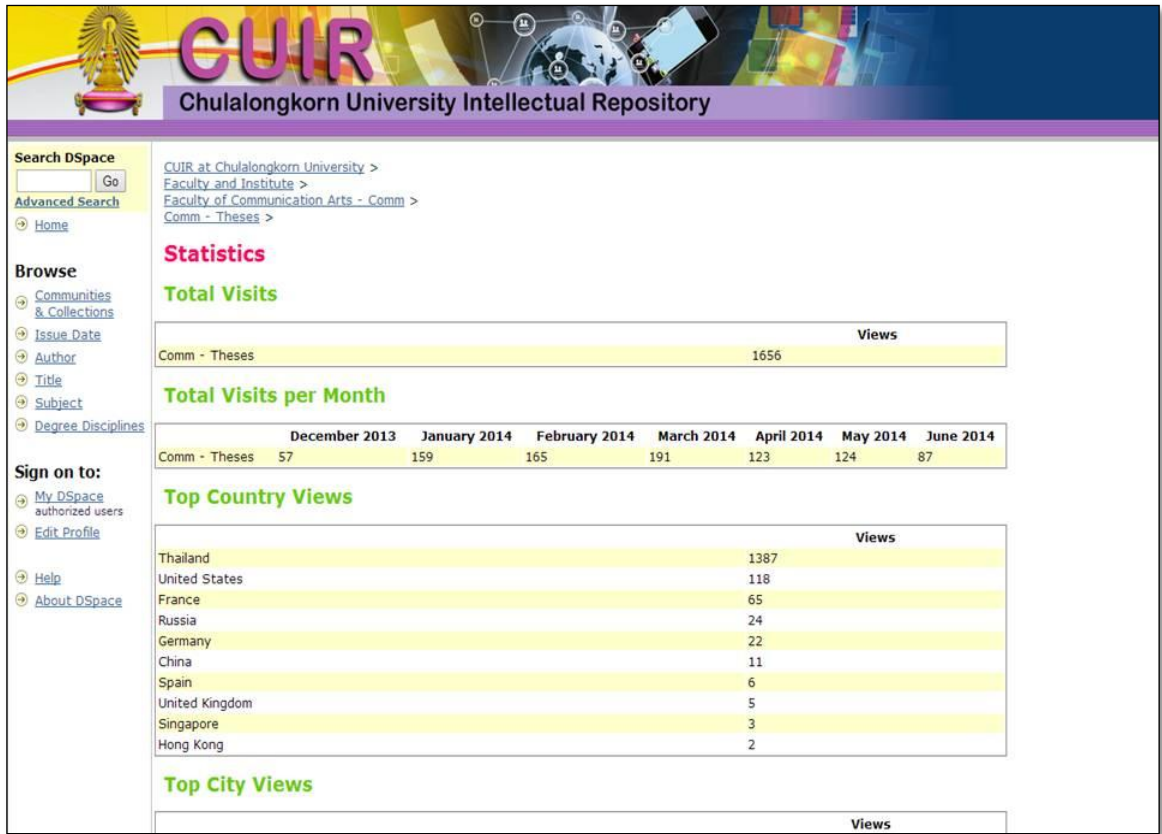 CUIR
Chulalongkorn University Intellectual Repository
Search DSpace
Go
Advanced Search
Home
Browse
Communities
& Collections
Issue Date
Author
Title
Subject
Degree Disciplines
Sign on to:
My DSpace
authorized users
Edit Profile
Help
About DSpace
CUIR at Chulalongkorn University >
Faculty and Institute >
Faculty of Communication Arts - Comm >
Comm - Theses >
Statistics
Total Visits
Views
Comm - Theses 1656
Total Visits per Month
December 2013 January 2014 February 2014 March 2014 April 2014 May 2014 June 2014
Comm - Theses 57 159 165 191 123 124 87
Top Country Views
Views
Thailand 1387
United States 118
France 65
Russia 24
Germany 22
China 11
Spain 6
United Kingdom 5
Singapore 3
Hong Kong 2
Top City Views
Views